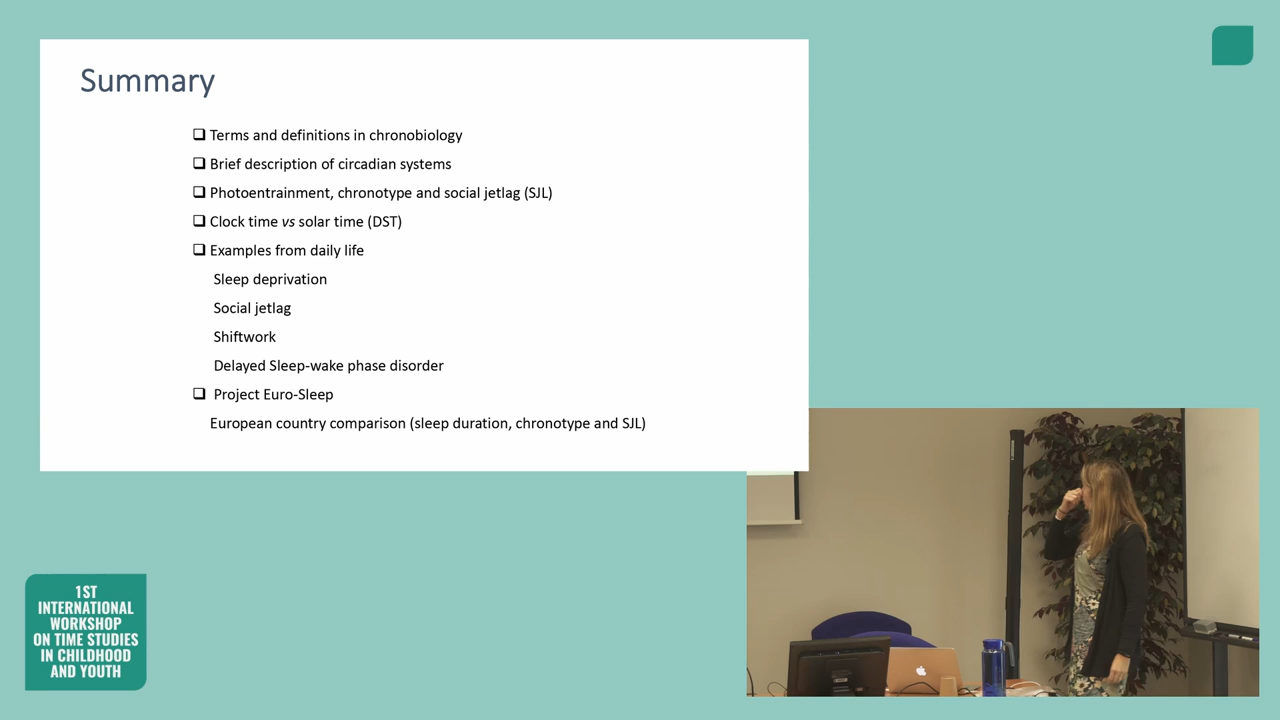 Summary
❑ Terms and definitions in chronobiology
❑ Brief description of circadian systems
❑ Photoentrainment, chronotype and social jetlag (SJL)
❑ Clock time vs solar time (DST)
❑ Examples from daily life
Sleep deprivation
Social jetlag
Shiftwork
Delayed Sleep-wake phase disorder
❑ Project Euro-Sleep
European country comparison (sleep duration, chronotype and SJL)
1ST
INTERNATIONAL
WORKSHOP
ON TIME STUDIES
IN CHILDHOOD
AND YOUTH